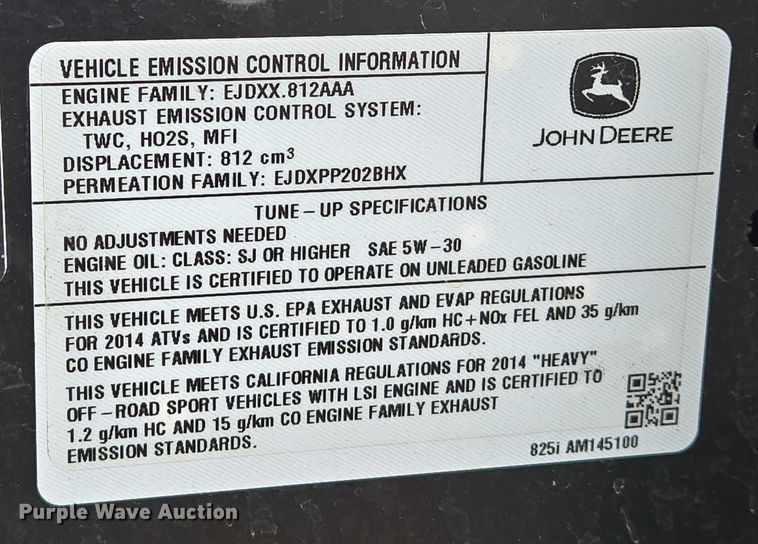 VEHICLE EMISSION CONTROL INFORMATION
ENGINE FAMILY: EJDXX.812AAA
EXHAUST EMISSION CONTROL SYSTEM:
TWC, HO2S, MFI
DISPLACEMENT: 812 cm³
PERMEATION FAMILY: EJDXPP202BHX
JOHN DEERE
TUNE-UP SPECIFICATIONS
NO ADJUSTMENTS NEEDED
ENGINE OIL: CLASS: SJ OR HIGHER SAE 5W-30
THIS VEHICLE IS CERTIFIED TO OPERATE ON UNLEADED GASOLINE
THIS VEHICLE MEETS U.S. EPA EXHAUST AND EVAP REGULATIONS
FOR 2014 ATVs AND IS CERTIFIED TO 1.0 g/km HC+NOx FEL AND 35 g/km
CO ENGINE FAMILY EXHAUST EMISSION STANDARDS.
THIS VEHICLE MEETS CALIFORNIA REGULATIONS FOR 2014 "HEAVY"
OFF-ROAD SPORT VEHICLES WITH LSI ENGINE AND IS CERTIFIED TO
1.2 g/km HC AND 15 g/km CO ENGINE FAMILY EXHAUST
EMISSION STANDARDS.
825i AM145100
Purple Wave Auction